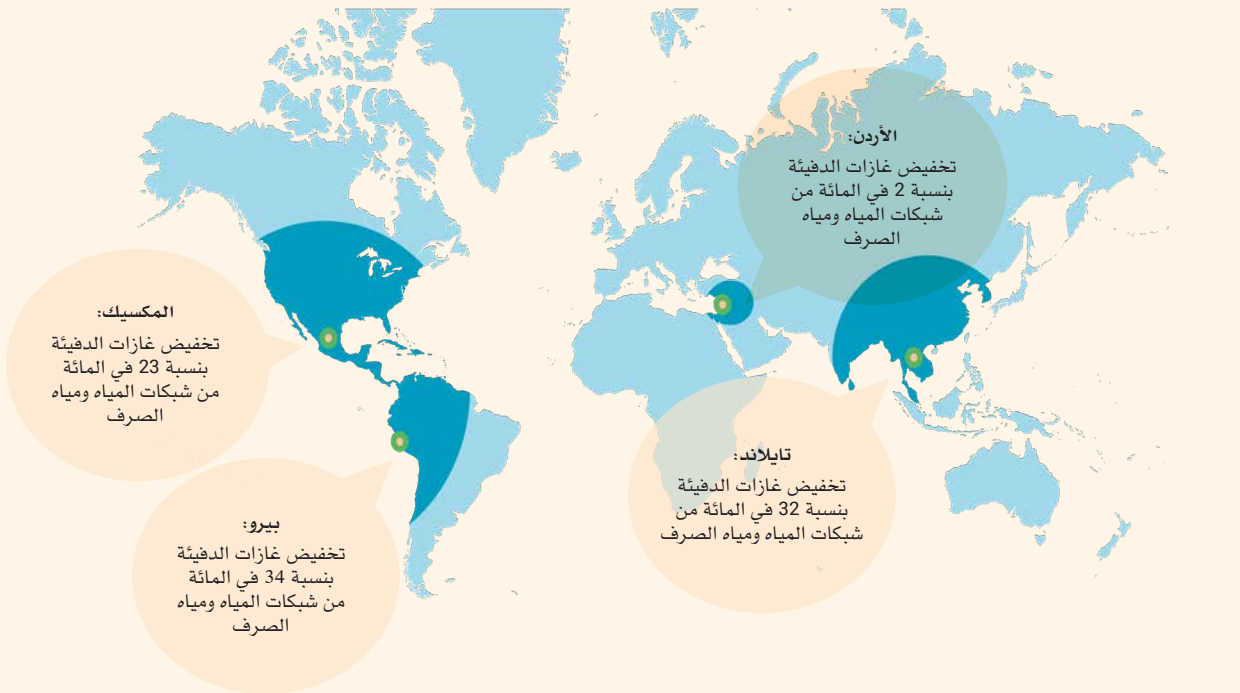 الأردن:
تخفيض غازات الدفيئة
بنسبة 2 في المائة من
شبكات المياه ومياه
الصرف
المكسيك:
تخفيض غازات الدفيئة
بنسبة 23 في المائة
من شبكات المياه ومياه
الصرف
تايلاند:
تخفيض غازات الدفيئة
بنسبة 32 في المائة من
شبكات المياه ومياه الصرف
بيرو:
تخفيض غازات الدفيئة
بنسبة 34 في المائة
من شبكات المياه ومياه
الصرف